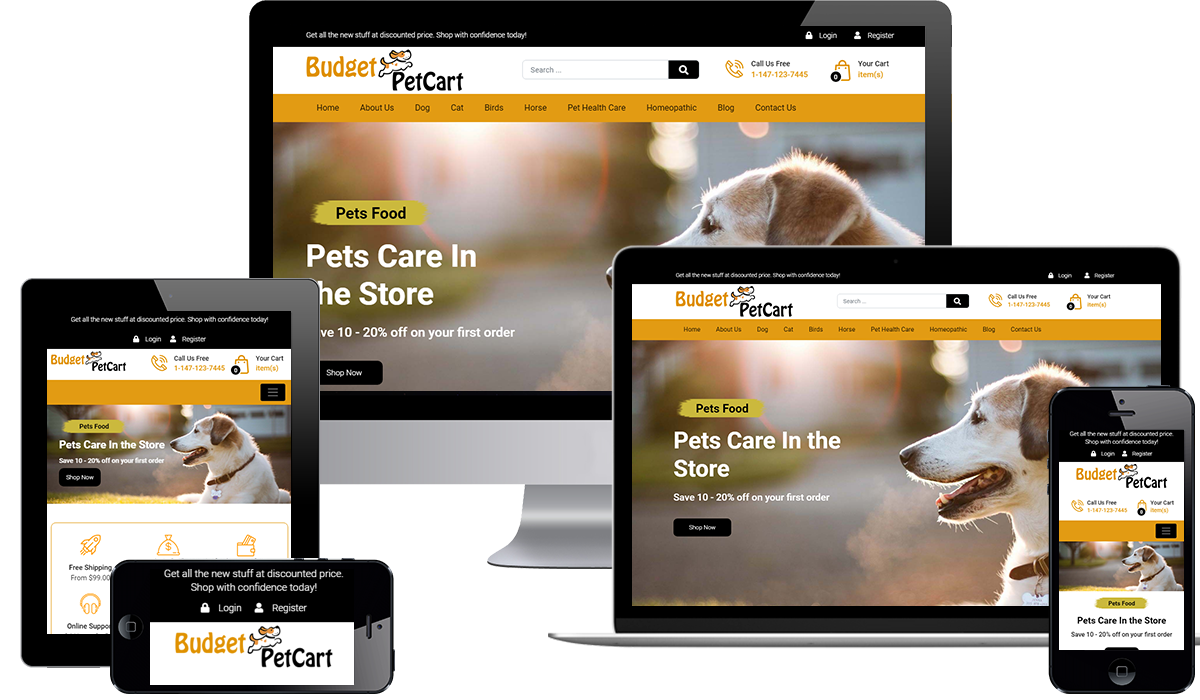 Get all the new stuff at discounted price. Shop with confidence today!
Login
Register
Budget PetCart
Search ...
Call Us Free
1-147-123-7445
0
Your Cart
item(s)
Home About Us Dog Cat Birds Horse Pet Health Care Homeopathic Blog Contact Us
Pets Food
Pets Care In
the Store
Save 10 - 20% off on your first order
Shop Now
Get all the new stuff at discounted price. Shop with confidence today!
Login
Register
Budget PetCart
Search ...
Call Us Free
1-147-123-7445
0
Your Cart
item(s)
Home About Us Dog Cat Birds Horse Pet Health Care Homeopathic Blog Contact Us
Pets Food
Pets Care In the
Store
Save 10 - 20% off on your first order
Shop Now
Get all the new stuff at discounted price. Shop with confidence today!
Login
Register
Budget PetCart
Call Us Free
1-147-123-7445
0
Your Cart
item(s)
Pets Food
Pets Care In the Store
Save 10 - 20% off on your first order
Shop Now
Free Shipping
From $99.00
Online Support
Get all the new stuff at discounted price.
Shop with confidence today!
Login
Register
Budget PetCart
Get all the new stuff at discounted price.
Shop with confidence today!
Login
Register
Budget PetCart
Call Us Free
1-147-123-7445
0
Your Cart
item(s)
Pets Food
Pets Care In the Store
Save 10 - 20% off on your first order